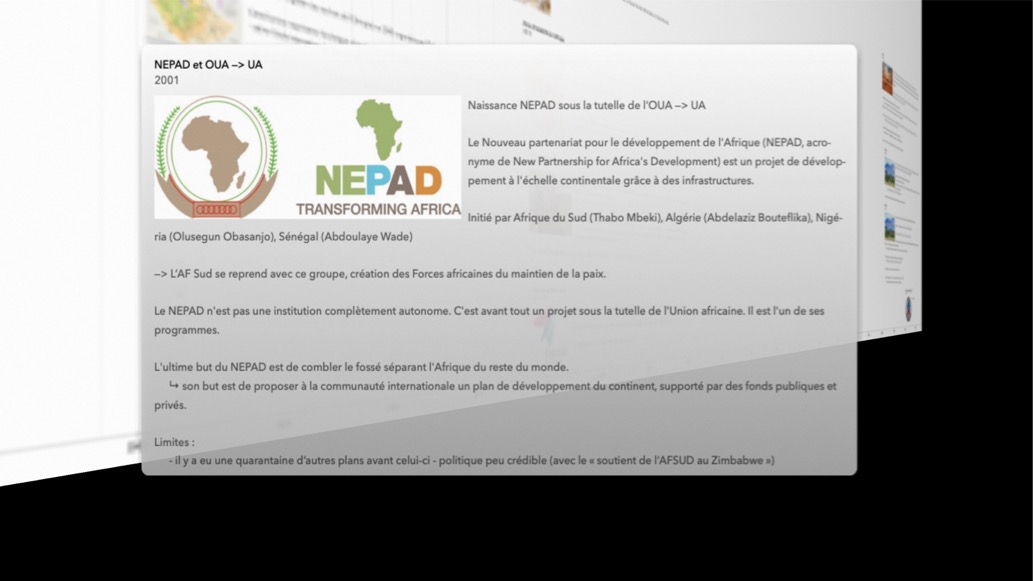 NEPAD et OUA –> UA
2001
NEPAD
TRANSFORMING AFRICA
Naissance NEPAD sous la tutelle de l'OUA –> UA
Le Nouveau partenariat pour le développement de l'Afrique (NEPAD, acro-
nyme de New Partnership for Africa's Development) est un projet de dévelop-
pement à l'échelle continentale grâce à des infrastructures.
Initié par Afrique du Sud (Thabo Mbeki), Algérie (Abdelaziz Bouteflika), Nigé-
ria (Olusegun Obasanjo), Sénégal (Abdoulaye Wade)
–> L'AF Sud se reprend avec ce groupe, création des Forces africaines du maintien de la paix.
Le NEPAD n'est pas une institution complètement autonome. C'est avant tout un projet sous la tutelle de l'Union africaine. Il est l'un de ses
programmes.
L'ultime but du NEPAD est de combler le fossé séparant l'Afrique du reste du monde.
↳ son but est de proposer à la communauté internationale un plan de développement du continent, supporté par des fonds publiques et
privés.
Limites :
- il y a eu une quarantaine d'autres plans avant celui-ci - politique peu crédible (avec le « soutien de l'AFSUD au Zimbabwe »)